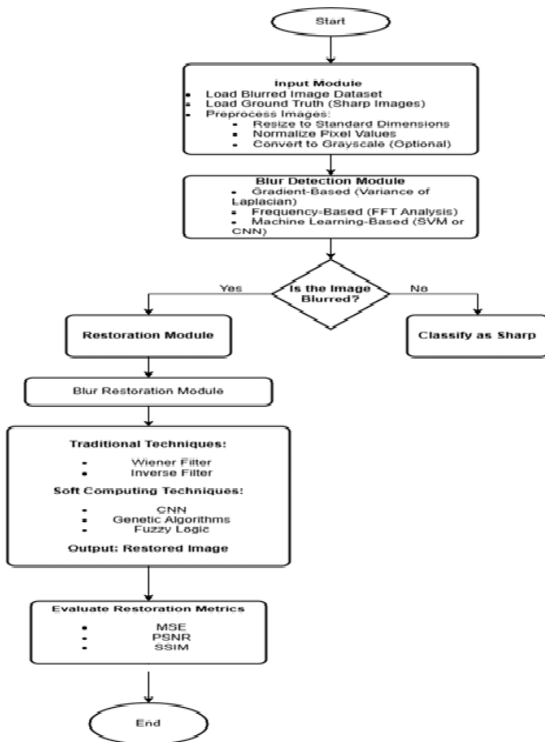 Start
Input Module
Load Blurred Image Dataset
Load Ground Truth (Sharp Images)
Preprocess Images:
Resize to Standard Dimensions
Normalize Pixel Values
Convert to Grayscale (Optional)
Blur Detection Module
Gradient-Based (Variance of
Laplacian)
Frequency-Based (FFT Analysis)
Machine Learning-Based (SVM or
CNN)
Is the Image
Blurred?
Yes
No
Restoration Module
Classify as Sharp
Blur Restoration Module
Traditional Techniques:
Wiener Filter
Inverse Filter
Soft Computing Techniques:
CNN
Genetic Algorithms
Fuzzy Logic
Output: Restored Image
Evaluate Restoration Metrics
MSE
PSNR
SSIM
End